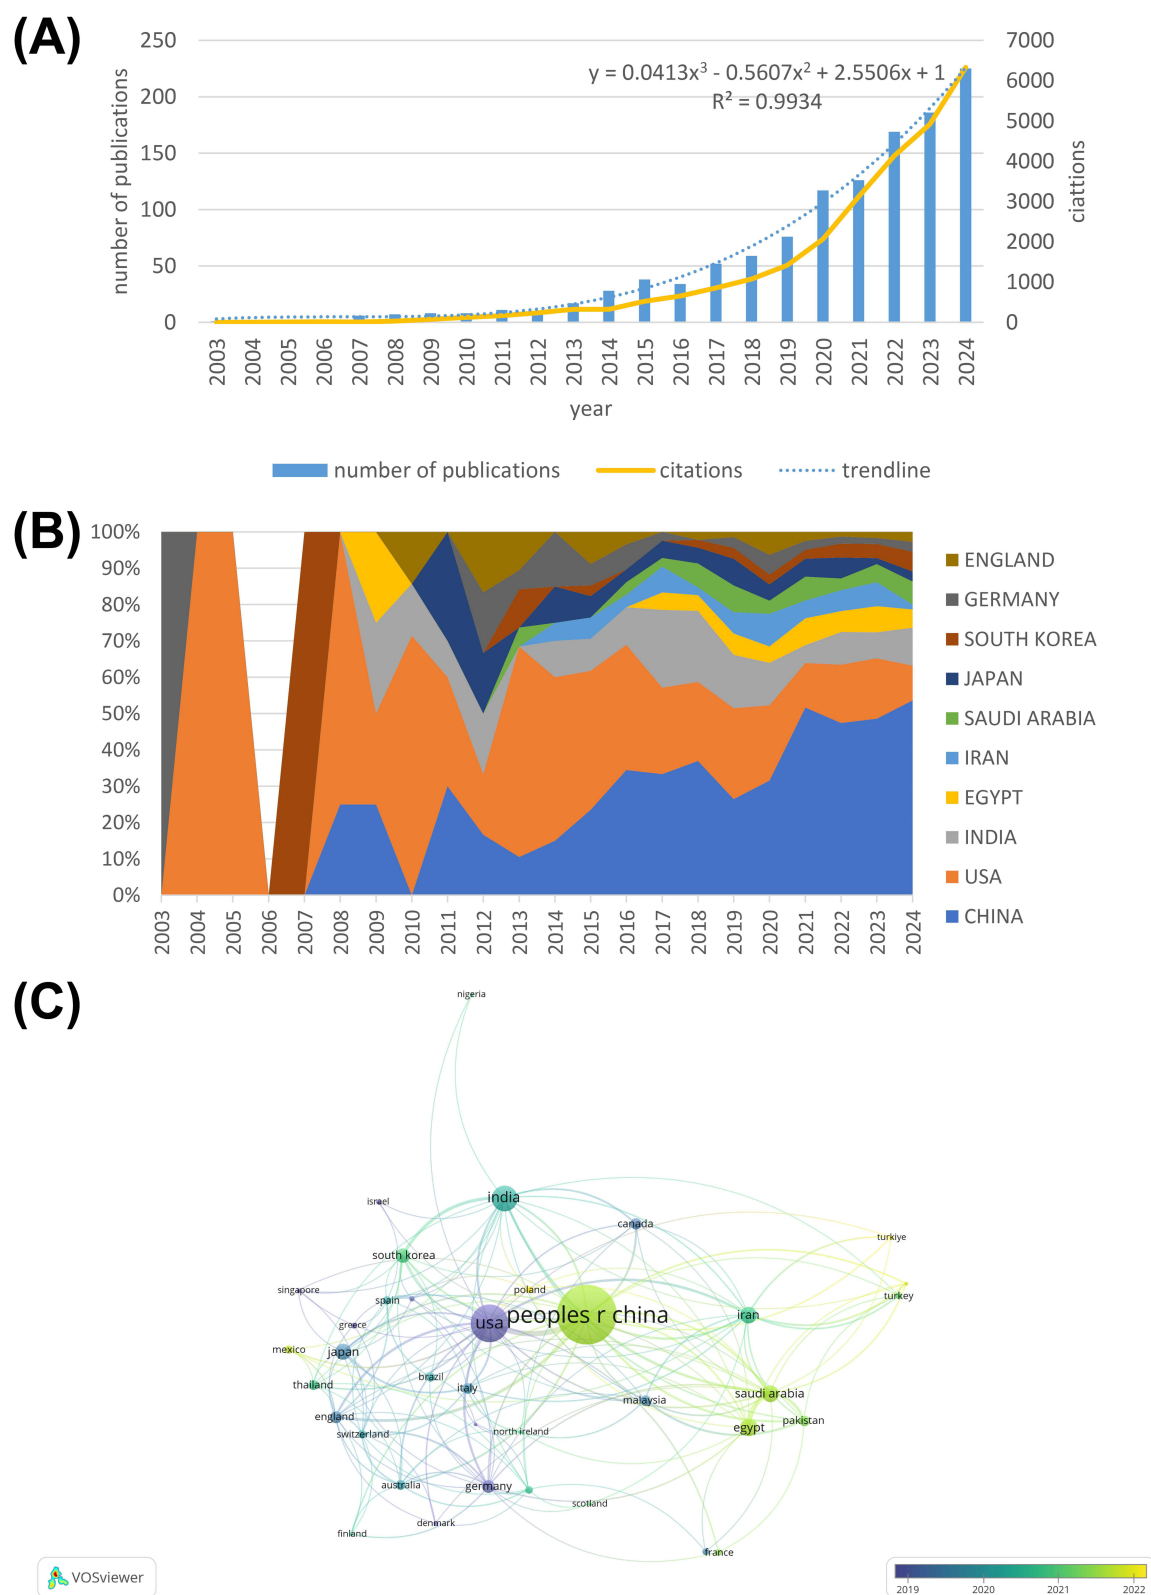 (A)
250
200
150
100
50
0
number of publications
y = 0.0413x³ - 0.5607x² + 2.5506x + 1
R² = 0.9934
7000
6000
5000
4000
3000
2000
1000
0
ciattions
2003
2004
2005
2006
2007
2008
2009
2010
2011
2012
2013
2014
2015
2016
2017
2018
2019
2020
2021
2022
2023
2024
year
number of publications
citations
trendline
(B)
100%
90%
80%
70%
60%
50%
40%
30%
20%
10%
0%
2003
2004
2005
2006
2007
2008
2009
2010
2011
2012
2013
2014
2015
2016
2017
2018
2019
2020
2021
2022
2023
2024
ENGLAND
GERMANY
SOUTH KOREA
JAPAN
SAUDI ARABIA
IRAN
EGYPT
INDIA
USA
CHINA
(C)
nigeria
india
israel
canada
turkiye
south korea
singapore
spain
poland
turkey
usa
peoples r china
iran
greece
mexico
japan
thailand
brazil
italy
saudi arabia
malaysia
england
switzerland
north ireland
egypt
pakistan
australia
germany
scotland
denmark
finland
france
VOSviewer
2019
2020
2021
2022